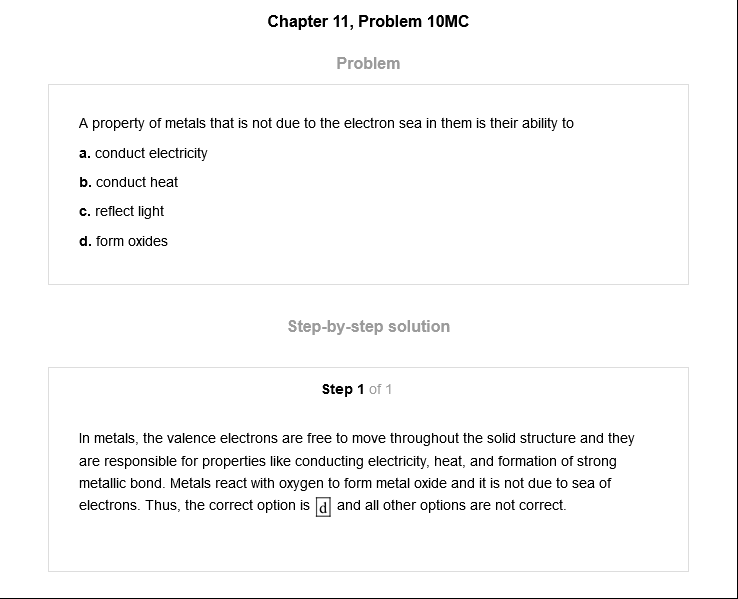 Chapter 11, Problem 10MC
Problem
A property of metals that is not due to the electron sea in them is their ability to
a. conduct electricity
b. conduct heat
c. reflect light
d. form oxides
Step-by-step solution
Step 1 of 1
In metals, the valence electrons are free to move throughout the solid structure and they
are responsible for properties like conducting electricity, heat, and formation of strong
metallic bond. Metals react with oxygen to form metal oxide and it is not due to sea of
electrons. Thus, the correct option is d and all other options are not correct.